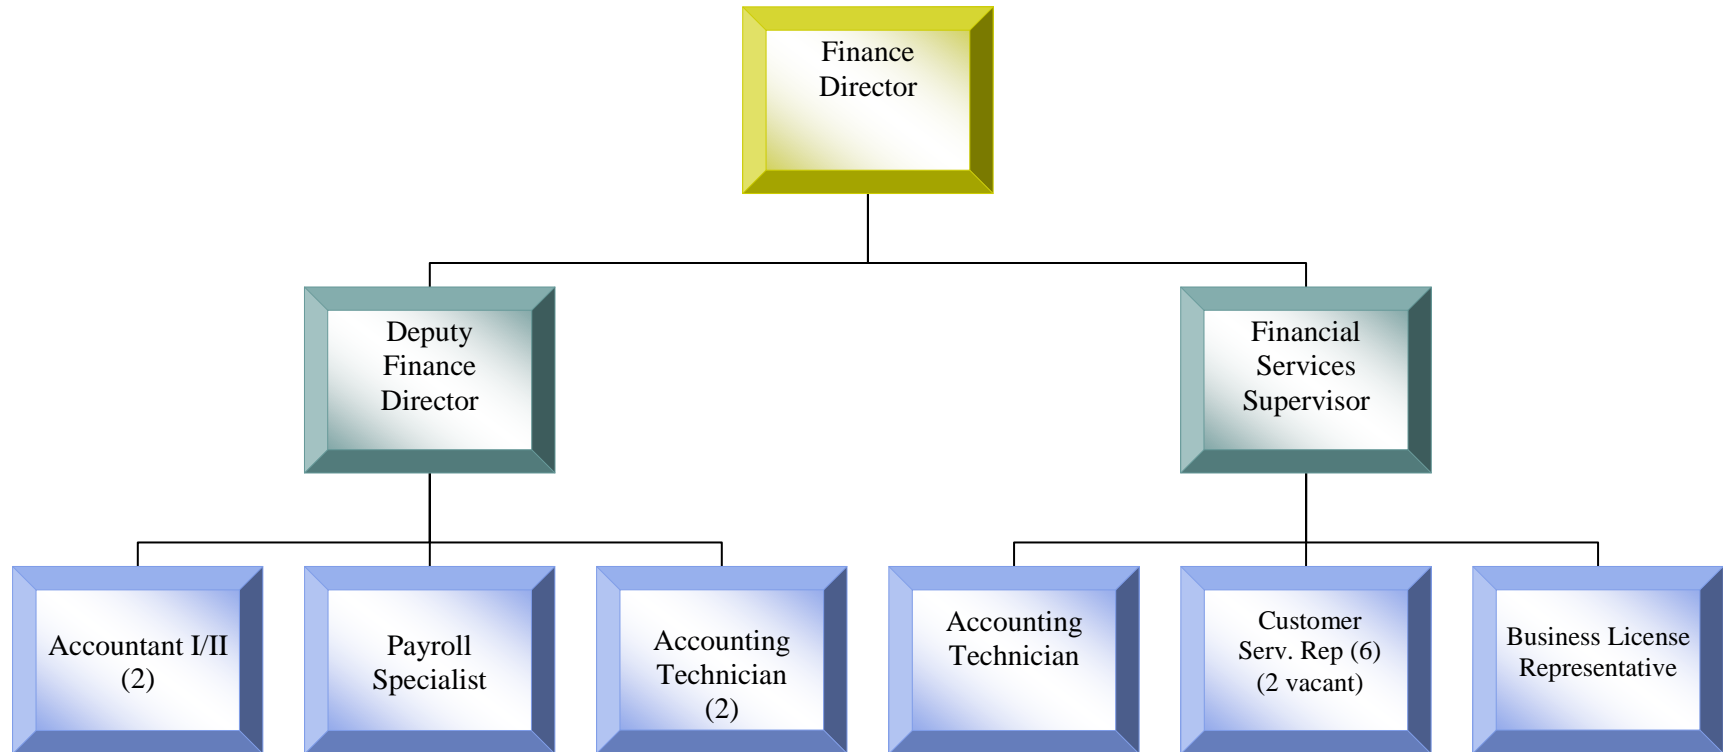 Finance
Director
Deputy
Finance
Director
Financial
Services
Supervisor
Accountant I/II
(2)
Payroll
Specialist
Accounting
Technician
(2)
Accounting
Technician
Customer
Serv. Rep (6)
(2 vacant)
Business License
Representative